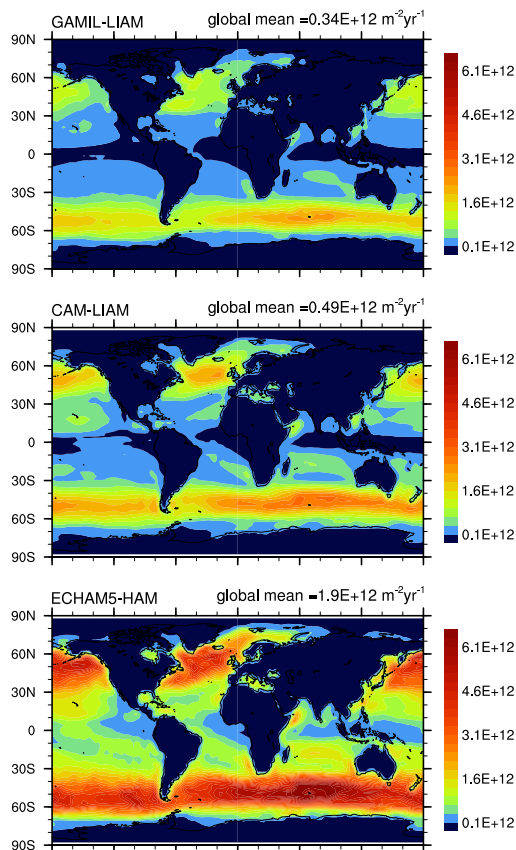 GAMIL-LIAM global mean =0.34E+12 m⁻²yr⁻¹
90N
60N
30N
0
30S
60S
90S
6.1E+12
4.6E+12
3.1E+12
1.6E+12
0.1E+12
CAM-LIAM global mean =0.49E+12 m⁻²yr⁻¹
90N
60N
30N
0
30S
60S
90S
6.1E+12
4.6E+12
3.1E+12
1.6E+12
0.1E+12
ECHAM5-HAM global mean =1.9E+12 m⁻²yr⁻¹
90N
60N
30N
0
30S
60S
90S
6.1E+12
4.6E+12
3.1E+12
1.6E+12
0.1E+12